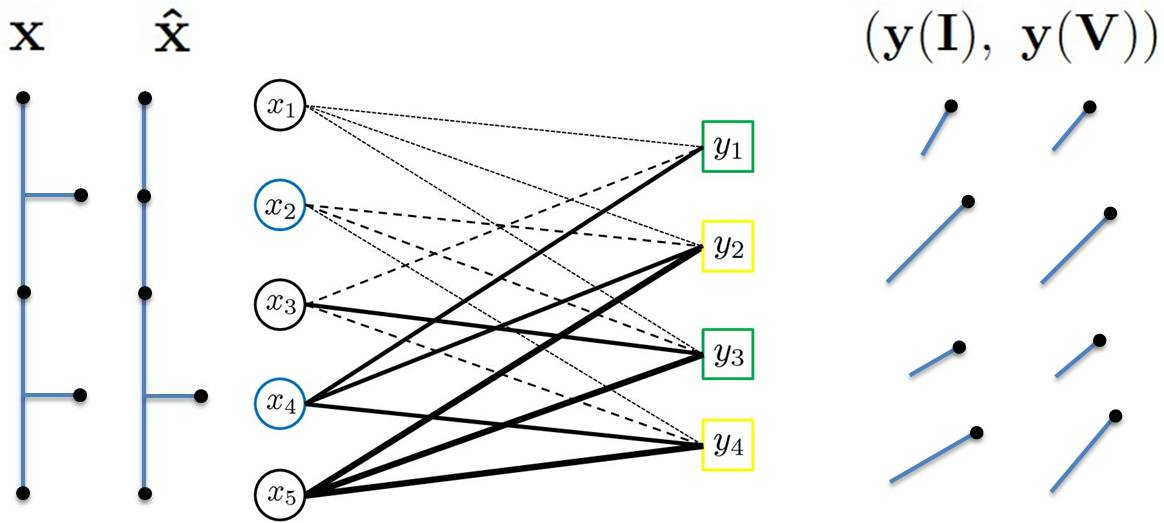 x x̂ (y(I), y(V))
x₁
y₁
x₂
y₂
x₃
y₃
x₄
y₄
x₅